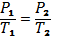 P₁/T₁ = P₂/T₂